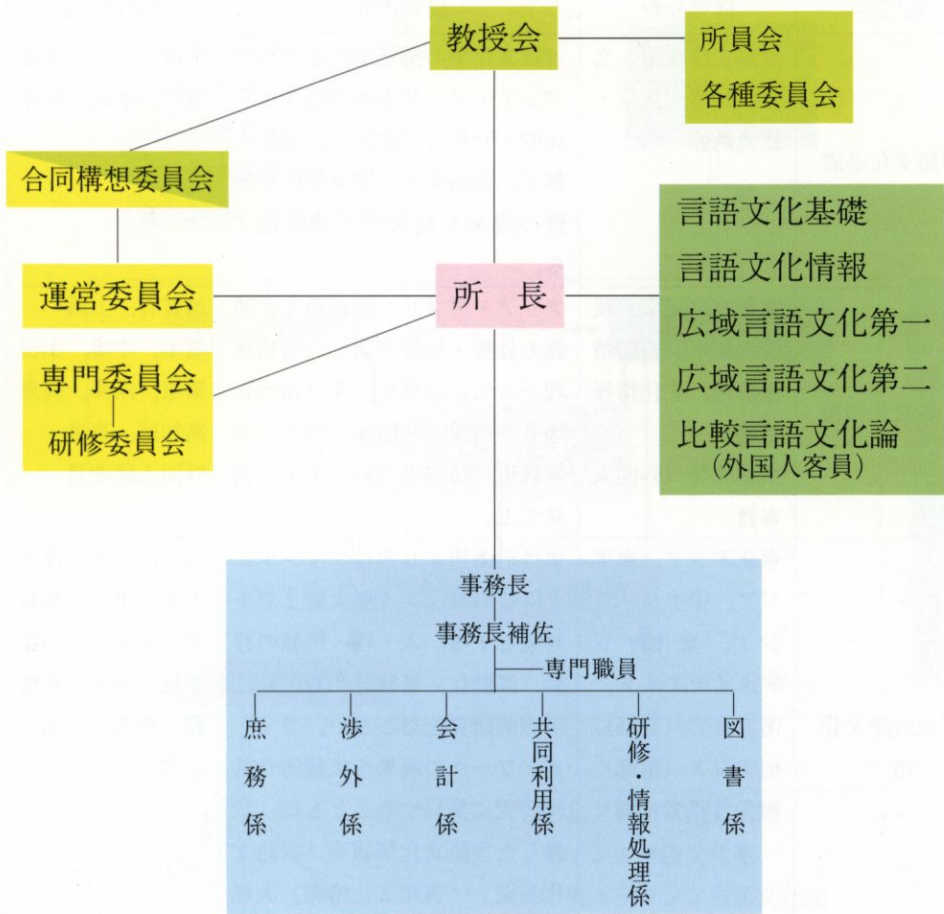 教授会
所員会
各種委員会
合同構想委員会
運営委員会
所 長
専門委員会
研修委員会
言語文化基礎
言語文化情報
広域言語文化第一
広域言語文化第二
比較言語文化論
(外国人客員)
事務長
事務長補佐
専門職員
庶務係
渉外係
会計係
共同利用係
研修・情報処理係
図書係